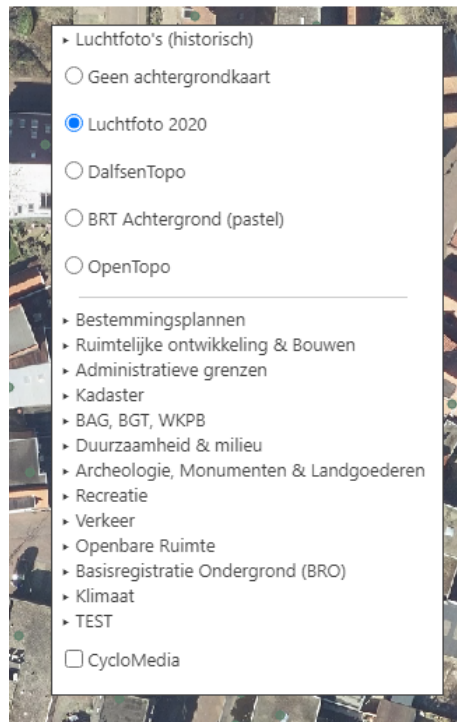 Luchtfoto's (historisch)
Geen achtergrondkaart
Luchtfoto 2020
DalfsenTopo
BRT Achtergrond (pastel)
OpenTopo
Bestemmingsplannen
Ruimtelijke ontwikkeling & Bouwen
Administratieve grenzen
Kadaster
BAG, BGT, WKPB
Duurzaamheid & milieu
Archeologie, Monumenten & Landgoederen
Recreatie
Verkeer
Openbare Ruimte
Basisregistratie Ondergrond (BRO)
Klimaat
TEST
CycloMedia